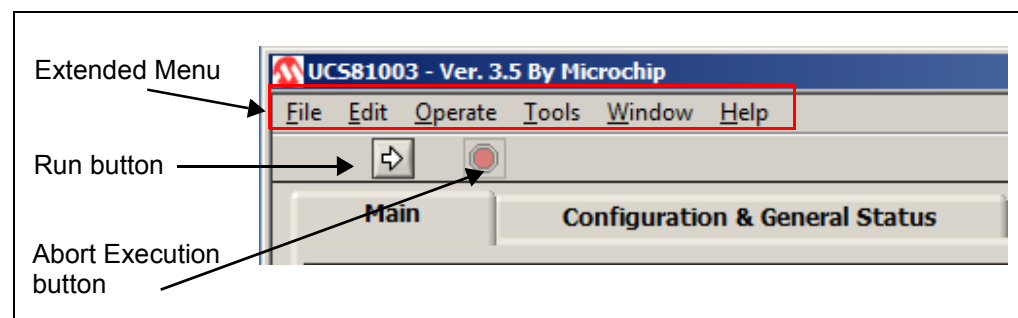 Extended Menu
UCS81003 - Ver. 3.5 By Microchip
File Edit Operate Tools Window Help
Run button
Main Configuration & General Status
Abort Execution
button